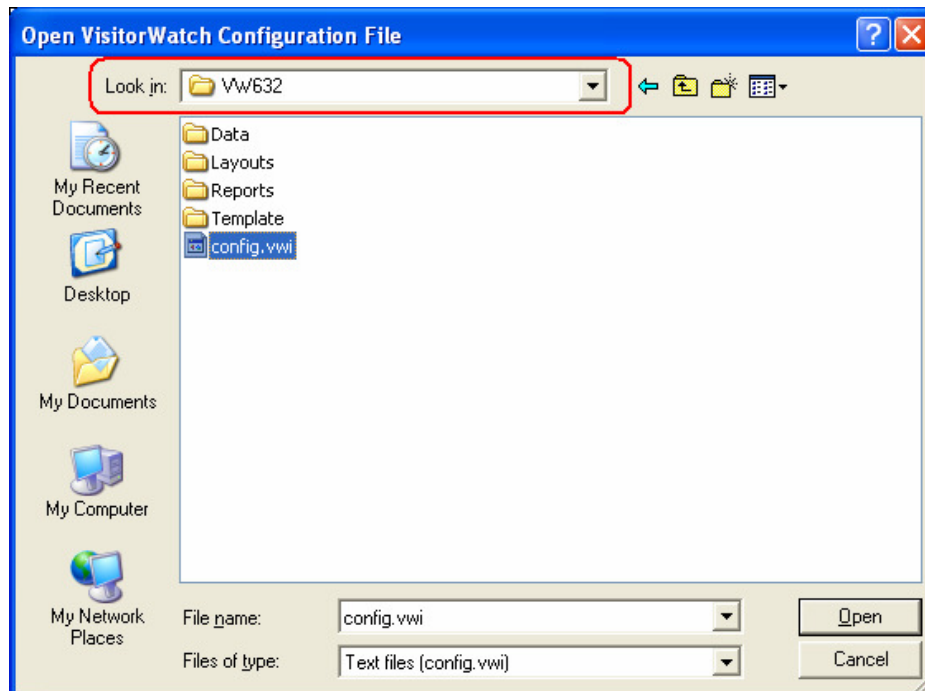 Open VisitorWatch Configuration File
Look in: VW632
Data
Layouts
Reports
Template
config.vwi
My Recent
Documents
Desktop
My Documents
My Computer
My Network
Places
File name: config.vwi Open
Files of type: Text files (config.vwi) Cancel